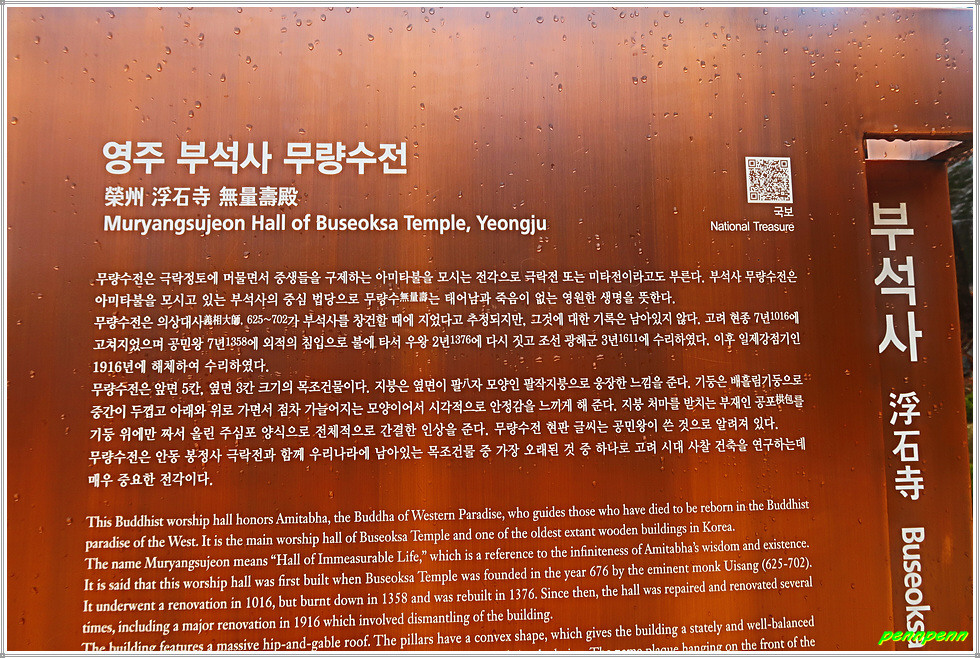 영주 부석사 무량수전
榮州 浮石寺 無量壽殿
Muryangsujeon Hall of Buseoksa Temple, Yeongju
국보
National Treasure
무량수전은 극락정토에 머물면서 중생들을 구제하는 아미타불을 모시는 전각으로 극락전 또는 미타전이라고도 부른다. 부석사 무량수전은
아미타불을 모시고 있는 부석사의 중심 법당으로 무량수無量壽는 태어남과 죽음이 없는 영원한 생명을 뜻한다.
무량수전은 의상대사義相大師, 625~702가 부석사를 창건할 때에 지었다고 추정되지만, 그것에 대한 기록은 남아있지 않다. 고려 현종 7년1016에
고쳐지었으며 공민왕 7년1358에 외적의 침입으로 불에 타서 우왕 2년1376에 다시 짓고 조선 광해군 3년1611에 수리하였다. 이후 일제강점기인
1916년에 해체하여 수리하였다.
무량수전은 앞면 5칸, 옆면 3칸 크기의 목조건물이다. 지붕은 옆면이 팔八자 모양인 팔작지붕으로 웅장한 느낌을 준다. 기둥은 배흘림기둥으로
중간이 두껍고 아래와 위로 가면서 점차 가늘어지는 모양이어서 시각적으로 안정감을 느끼게 해 준다. 지붕 처마를 받치는 부재인 공포栱包를
기둥 위에만 짜서 올린 주심포 양식으로 전체적으로 간결한 인상을 준다. 무량수전 현판 글씨는 공민왕이 쓴 것으로 알려져 있다.
무량수전은 안동 봉정사 극락전과 함께 우리나라에 남아있는 목조건물 중 가장 오래된 것 중 하나로 고려 시대 사찰 건축을 연구하는데
매우 중요한 전각이다.
This Buddhist worship hall honors Amitabha, the Buddha of Western Paradise, who guides those who have died to be reborn in the Buddhist
paradise of the West. It is the main worship hall of Buseoksa Temple and one of the oldest extant wooden buildings in Korea.
The name Muryangsujeon means “Hall of Immeasurable Life,” which is a reference to the infiniteness of Amitabha’s wisdom and existence.
It is said that this worship hall was first built when Buseoksa Temple was founded in the year 676 by the eminent monk Uisang (625-702).
It underwent a renovation in 1016, but burnt down in 1358 and was rebuilt in 1376. Since then, the hall was repaired and renovated several
times, including a major renovation in 1916 which involved dismantling of the building.
The building features a massive hip-and-gable roof. The pillars have a convex shape, which gives the building a stately and well-balanced
The name plaque hanging on the front of the
부석사 浮石寺 Buseoksa
penopenn